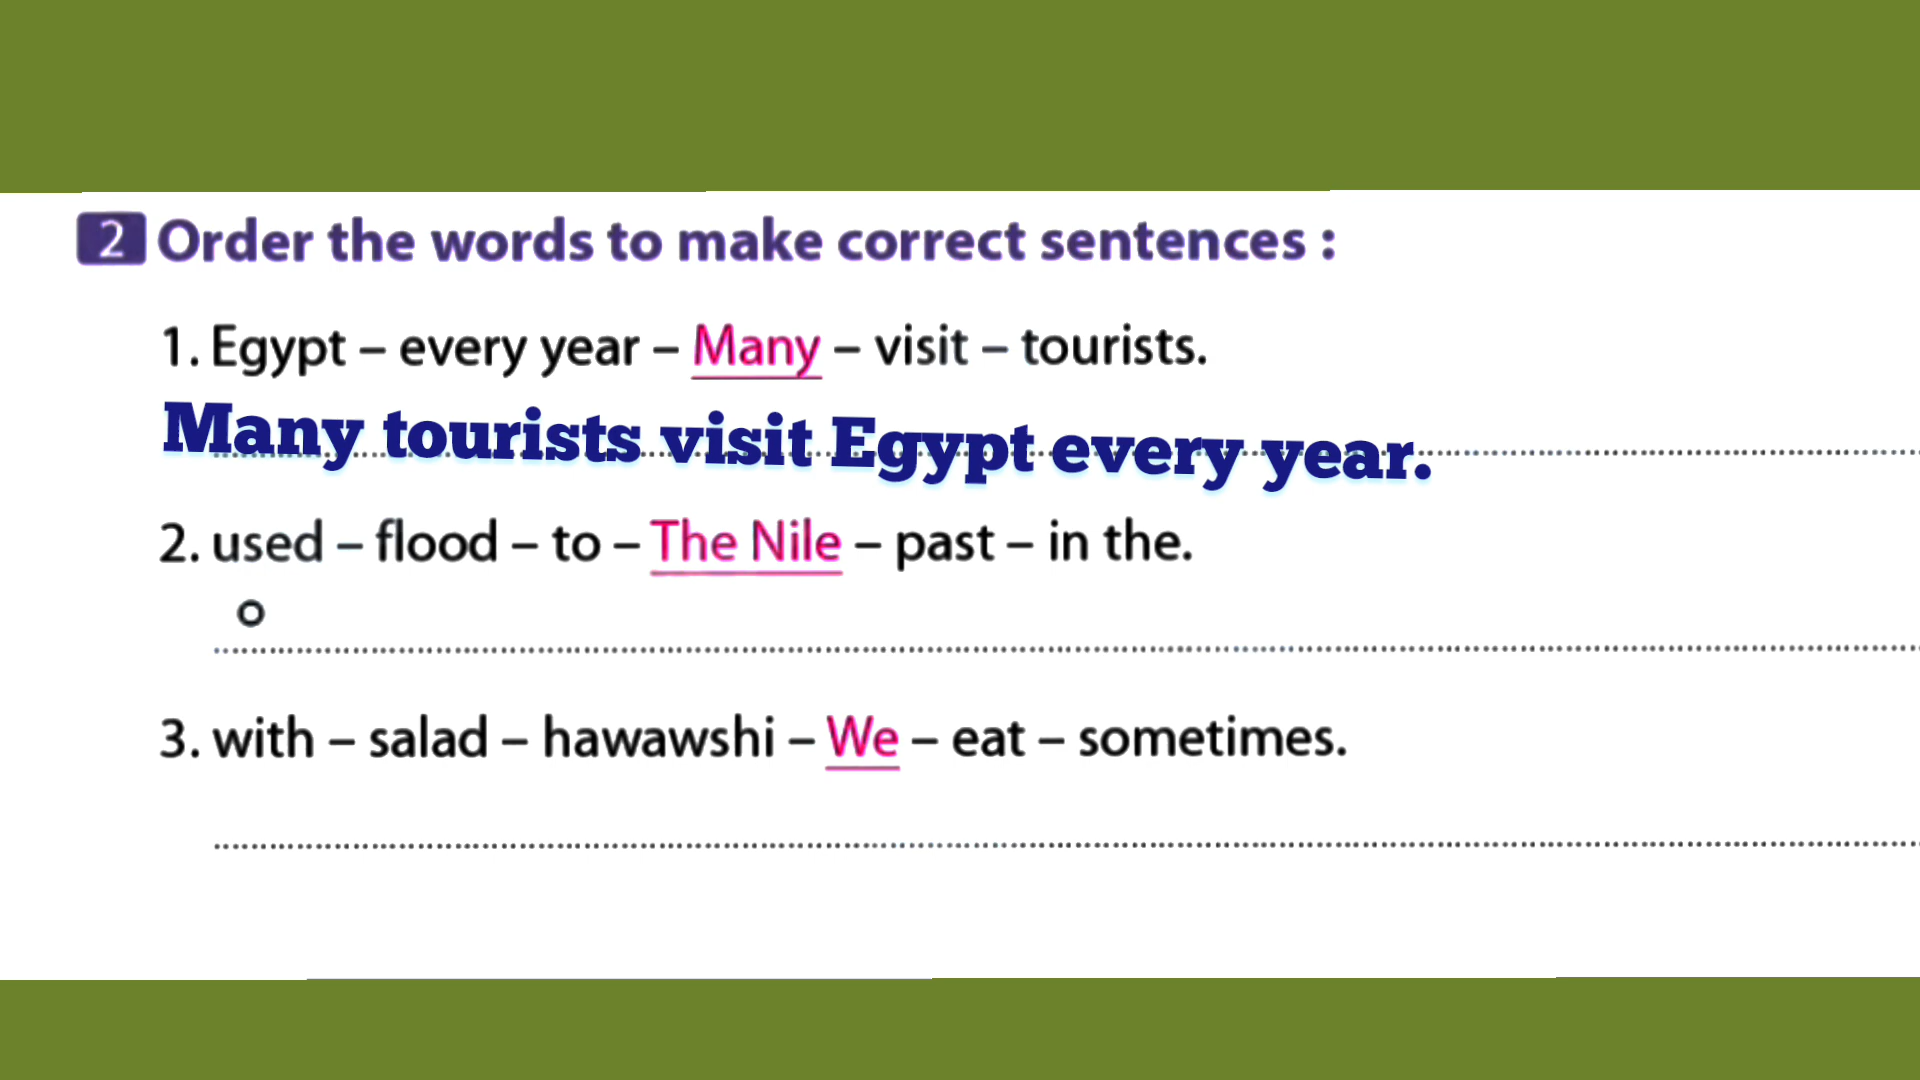 2 Order the words to make correct sentences :
1. Egypt – every year – Many – visit – tourists.
Many tourists visit Egypt every year.
2. used – flood – to – The Nile – past – in the.
3. with – salad – hawawshi – We – eat – sometimes.